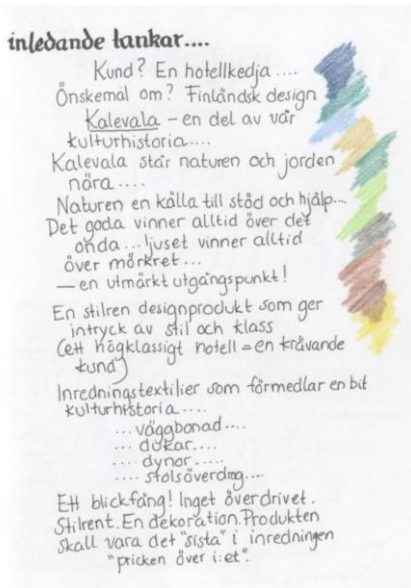 inledande tankar....
Kund? En hotellkedja....
Önskemål om? Finländsk design
Kalevala – en del av vår
kulturhistoria....
Kalevala står naturen och jorden
nära....
Naturen en källa till stöd och hjälp...
Det goda vinner alltid över det
onda...ljuset vinner alltid
över mörkret...
— en utmärkt utgångspunkt!
En stilren designprodukt som ger
intryck av stil och klass
(ett högklassigt hotell = en krävande
kund)
Inredningstextilier som förmedlar en bit
kulturhistoria....
...väggbonad....
... dukar....
.... dynor.....
.... stolsöverdrag....
Ett blickfång! Inget överdrivet.
Stilrent. En dekoration. Produkten
skall vara det "sista" i inredningen
"pricken över i:et".